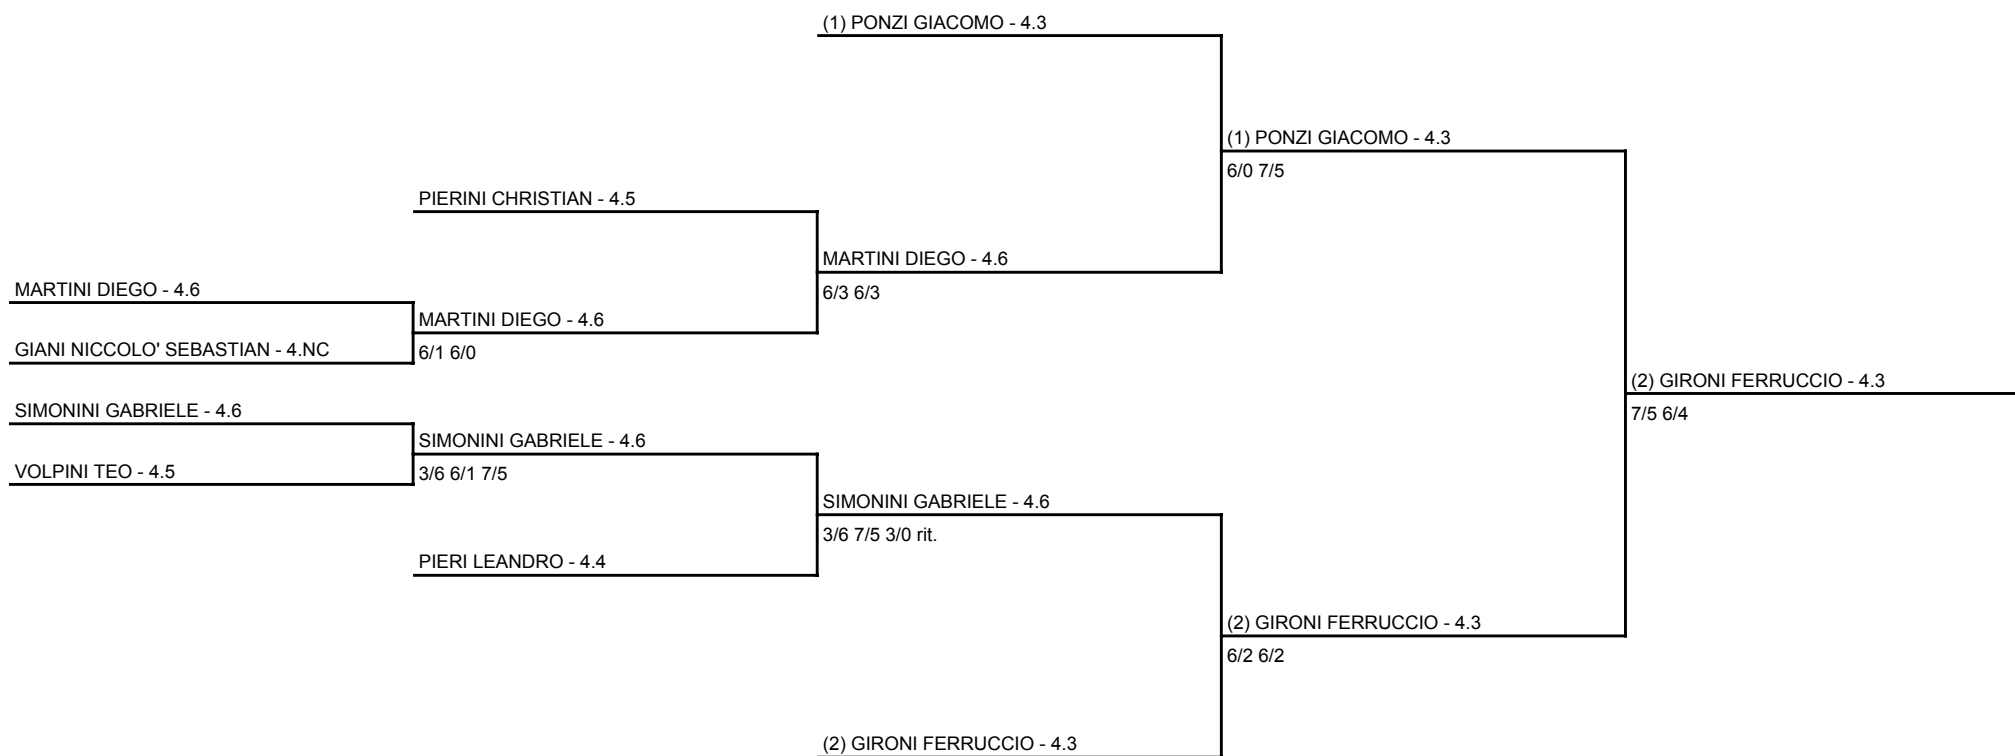 (1) PONZI GIACOMO - 4.3
(1) PONZI GIACOMO - 4.3
6/0 7/5
PIERINI CHRISTIAN - 4.5
MARTINI DIEGO - 4.6
6/3 6/3
MARTINI DIEGO - 4.6
MARTINI DIEGO - 4.6
6/1 6/0
GIANI NICCOLO' SEBASTIAN - 4.NC
(2) GIRONI FERRUCCIO - 4.3
7/5 6/4
SIMONINI GABRIELE - 4.6
SIMONINI GABRIELE - 4.6
3/6 6/1 7/5
VOLPINI TEO - 4.5
SIMONINI GABRIELE - 4.6
3/6 7/5 3/0 rit.
PIERI LEANDRO - 4.4
(2) GIRONI FERRUCCIO - 4.3
6/2 6/2
(2) GIRONI FERRUCCIO - 4.3